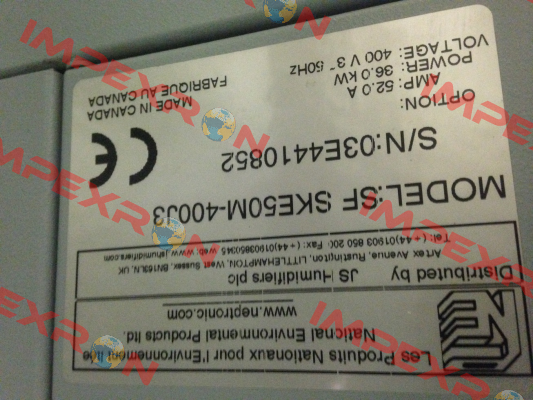 Les Produits Nationaux pour l'Environnement ltée
National Environmental Products ltd.
www.neptronic.com
Distributed by
JS Humidifiers plc
Artex Avenue, Rustington, LITTLEHAMPTON, West Sussex, BN163LN, UK
Tel: (+44)01903 850 200 Fax: (+44)01903850345 web: www.jshumidifiers.com
MODEL:SF SKE50M-400J3
S/N:03E4410852
CE
OPTION:
AMP: 52.0 A
POWER: 36.0 kW
VOLTAGE: 400 V 3~ 50Hz
MADE IN CANADA
FABRIQUE AU CANADA
IMPEXRON